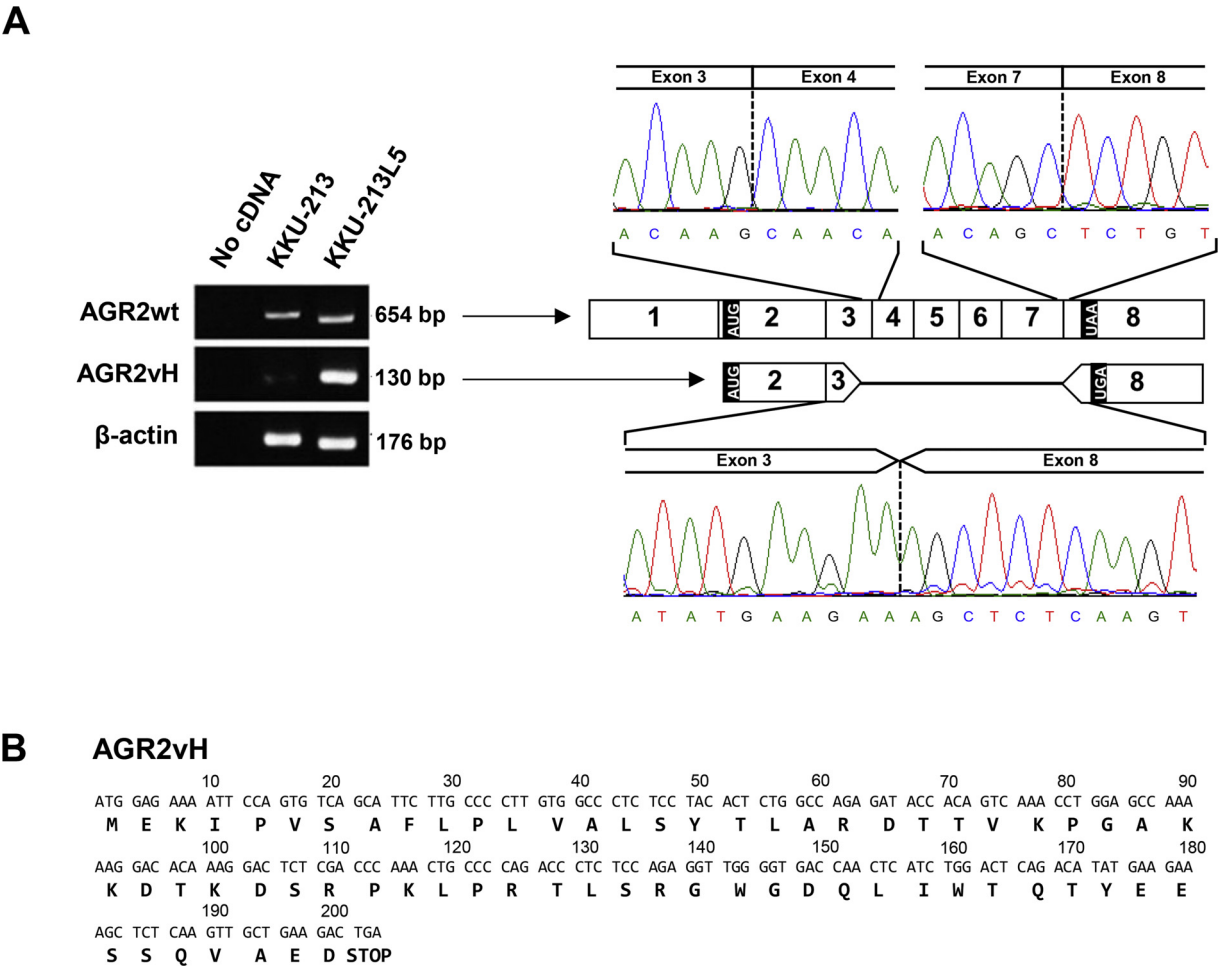 A
No cDNA
KKU-213
KKU-213L5
AGR2wt
654 bp
AGR2vH
130 bp
β-actin
176 bp
Exon 3 Exon 4 Exon 7 Exon 8
A C A A G C A A C A A C A G C T C T G T
1 AUG 2 3 4 5 6 7 UAA 8
AUG 2 3 UGA 8
Exon 3 Exon 8
A T A T G A A G A A A G C T C T C A A G T
B AGR2vH
10 20 30 40 50 60 70 80 90
ATG GAG AAA ATT CCA GTG TCA GCA TTC TTG CCC CTT GTG GCC CTC TCC TAC ACT CTG GCC AGA GAT ACC ACA GTC AAA CCT GGA GCC AAA
M E K I P V S A F L P L V A L S Y T L A R D T T V K P G A K
100 110 120 130 140 150 160 170 180
AAG GAC ACA AAG GAC TCT CGA CCC AAA CTG CCC CAG ACC CTC TCC AGA GGT TGG GGT GAC CAA CTC ATC TGG ACT CAG ACA TAT GAA GAA
K D T K D S R P K L P R T L S R G W G D Q L I W T Q T Y E E
190 200
AGC TCT CAA GTT GCT GAA GAC TGA
S S Q V A E D STOP